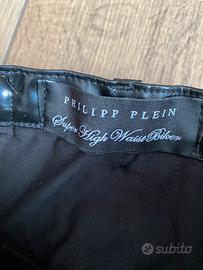 PHILIPP PLEIN
Super High Waist Biker
subito